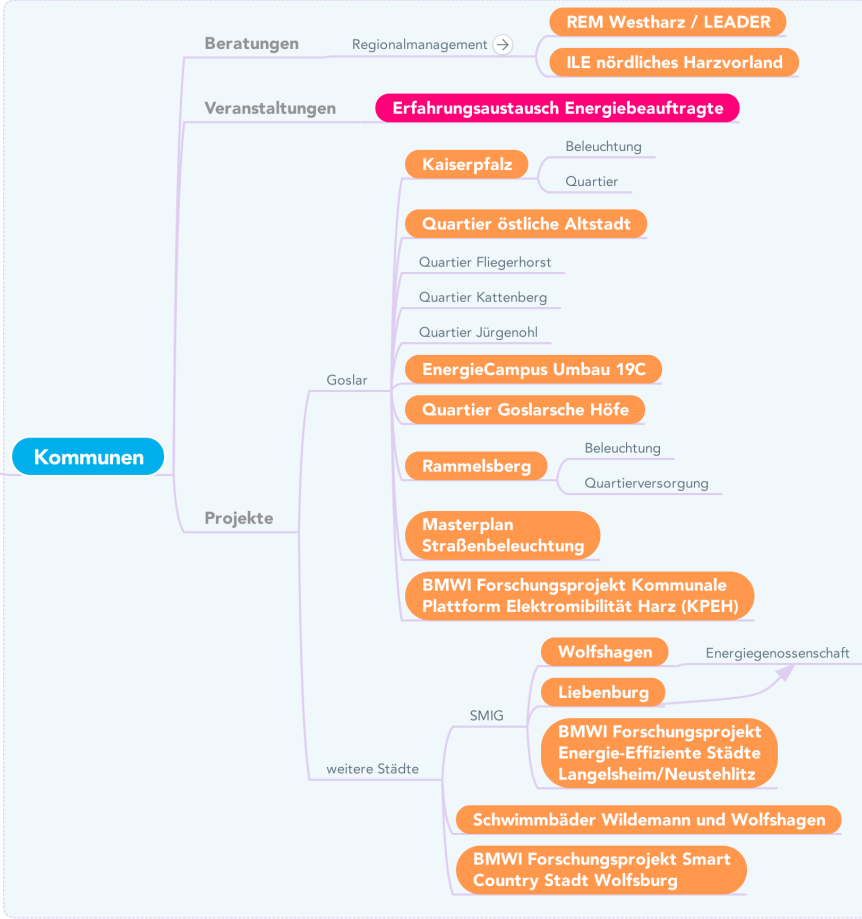 Kommunen
Beratungen
Regionalmanagement
REM Westharz / LEADER
ILE nördliches Harzvorland
Veranstaltungen
Erfahrungsaustausch Energiebeauftragte
Projekte
Goslar
Kaiserpfalz
Beleuchtung
Quartier
Quartier östliche Altstadt
Quartier Fliegerhorst
Quartier Kattenberg
Quartier Jürgenohl
EnergieCampus Umbau 19C
Quartier Goslarsche Höfe
Rammelsberg
Beleuchtung
Quartierversorgung
Masterplan
Straßenbeleuchtung
BMWI Forschungsprojekt Kommunale
Plattform Elektromibilität Harz (KPEH)
weitere Städte
SMIG
Wolfshagen
Energiegenossenschaft
Liebenburg
BMWI Forschungsprojekt
Energie-Effiziente Städte
Langelsheim/Neustehlitz
Schwimmbäder Wildemann und Wolfshagen
BMWI Forschungsprojekt Smart
Country Stadt Wolfsburg